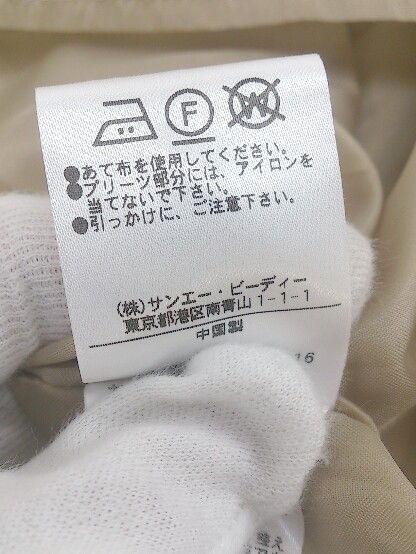 F W
●あて布を使用してください。
●プリーツ部分には、アイロンを
当てないで下さい。
●引っかけに、ご注意下さい。
(株)サンエー・ビーディー
東京都港区南青山1-1-1
中国製
16